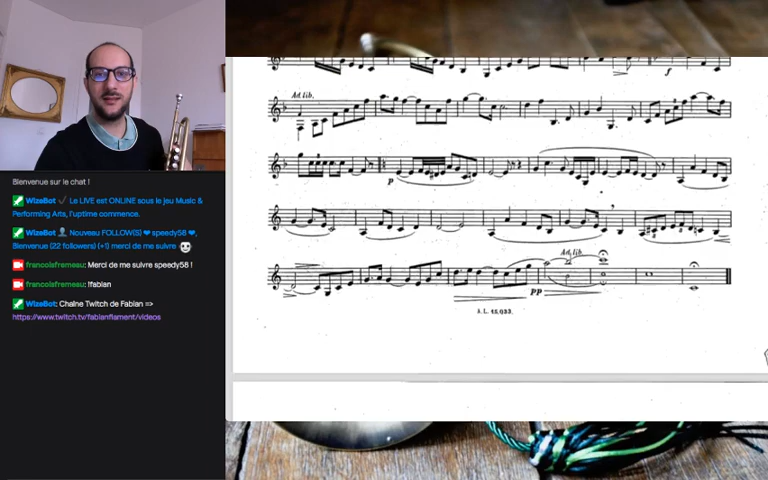 Bienvenue sur le chat !
WizeBot ✔ Le LIVE est ONLINE sous le jeu Music &
Performing Arts, l'uptime commence.
WizeBot 👤 Nouveau FOLLOW(S) ❤ speedy58 ❤,
Bienvenue (22 followers) (+1) merci de me suivre
francoisfremeau: Merci de me suivre speedy58 !
francoisfremeau: !fabian
WizeBot: Chaîne Twitch de Fabian =>
https://www.twitch.tv/fabianflament/videos
f
Ad lib.
p
Ad lib.
pp
A.L. 15,033.